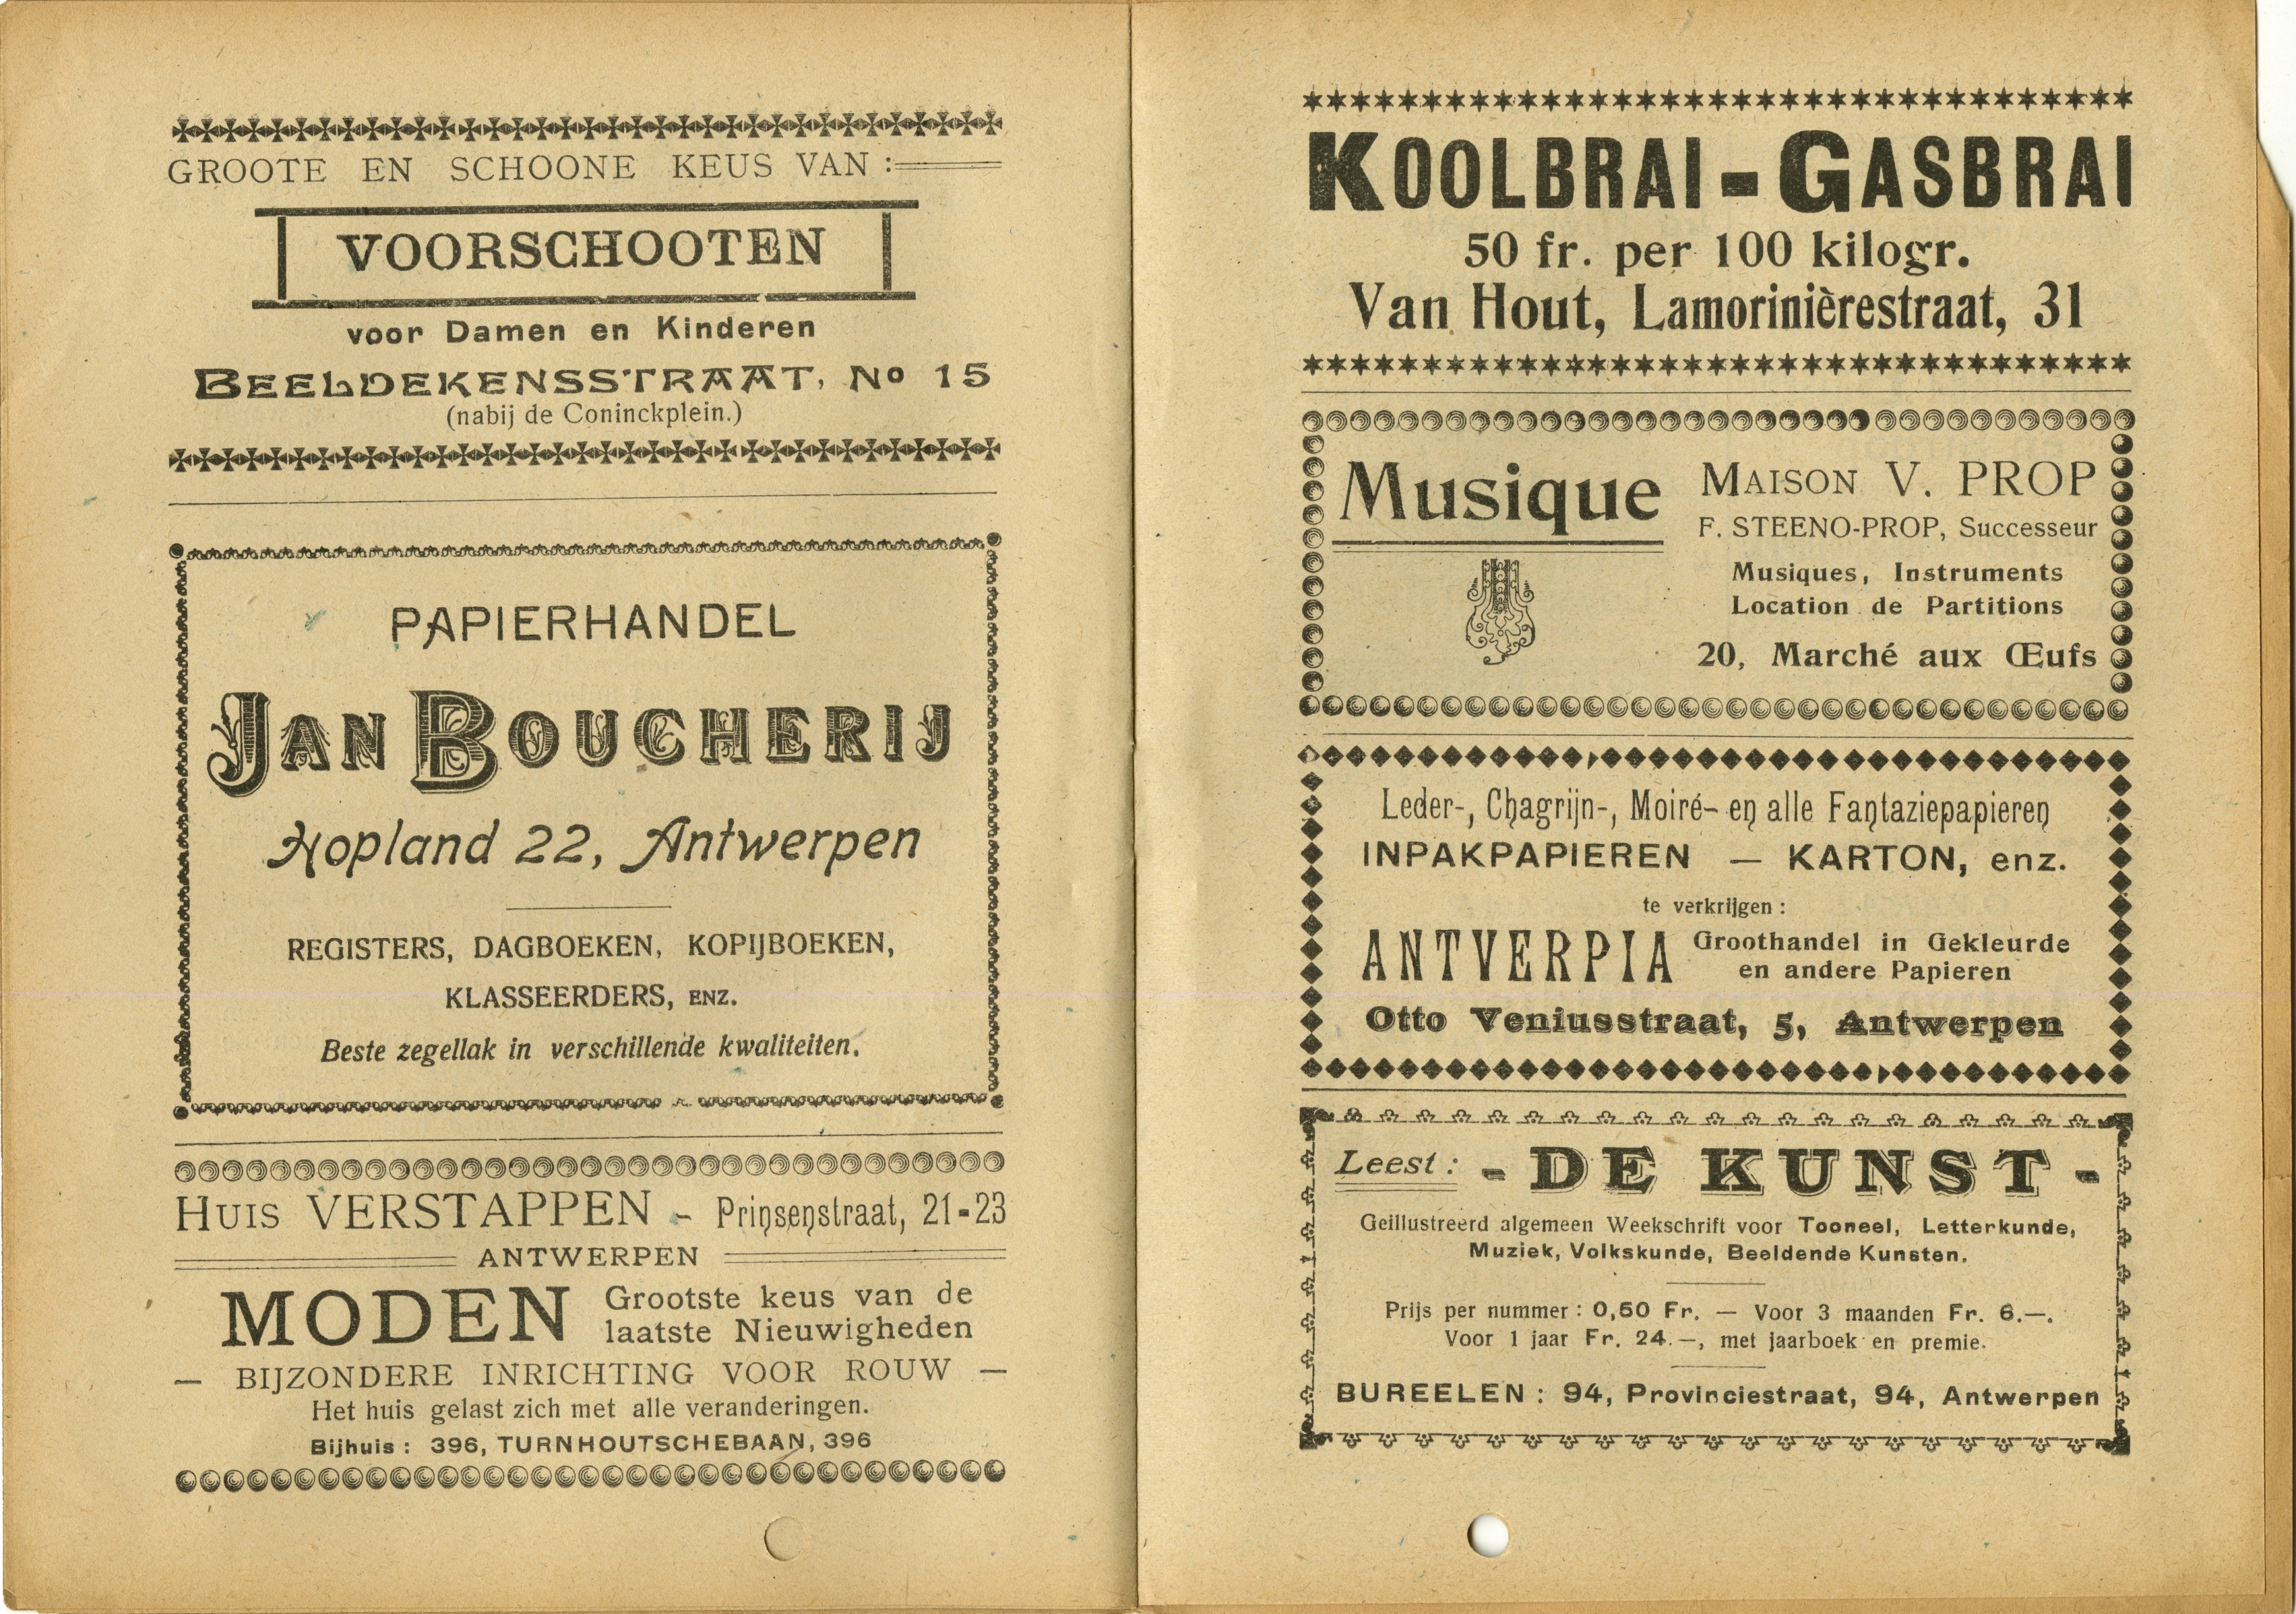 GROOTE EN SCHOONE KEUS VAN :
VOORSCHOOTEN
voor Damen en Kinderen
BEELDEKENSSTRAAT, No 15
(nabij de Coninckplein.)
PAPIERHANDEL
JAN BOUCHERIJ
Hopland 22, Antwerpen
REGISTERS, DAGBOEKEN, KOPIJBOEKEN,
KLASSEERDERS, ENZ.
Beste zegellak in verschillende kwaliteiten.
HUIS VERSTAPPEN - Prinsenstraat, 21-23
ANTWERPEN
MODEN
Grootste keus van de
laatste Nieuwigheden
— BIJZONDERE INRICHTING VOOR ROUW —
Het huis gelast zich met alle veranderingen.
Bijhuis : 396, TURNHOUTSCHEBAAN, 396
KOOLBRAI - GASBRAI
50 fr. per 100 kilogr.
Van Hout, Lamorinièrestraat, 31
Musique
MAISON V. PROP
F. STEENO-PROP, Successeur
Musiques, Instruments
Location de Partitions
20, Marché aux Œufs
Leder-, Chagrijn-, Moiré- en alle Fantaziepapieren
INPAKPAPIEREN — KARTON, enz.
te verkrijgen :
ANTVERPIA
Groothandel in Gekleurde
en andere Papieren
Otto Veniusstraat, 5, Antwerpen
Leest : - DE KUNST -
Geillustreerd algemeen Weekschrift voor Tooneel, Letterkunde,
Muziek, Volkskunde, Beeldende Kunsten.
Prijs per nummer : 0,50 Fr. — Voor 3 maanden Fr. 6.—.
Voor 1 jaar Fr. 24.—, met jaarboek en premie.
BUREELEN : 94, Provinciestraat, 94, Antwerpen